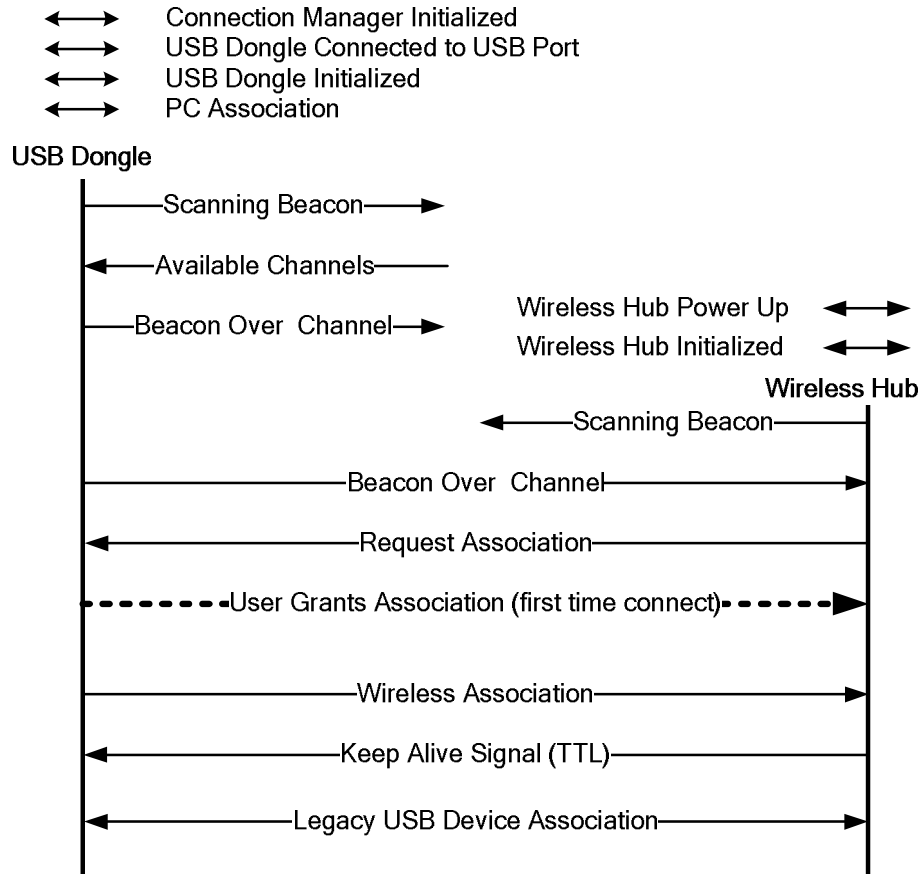 Connection Manager Initialized
USB Dongle Connected to USB Port
USB Dongle Initialized
PC Association
USB Dongle
Scanning Beacon
Available Channels
Beacon Over Channel
Wireless Hub Power Up
Wireless Hub Initialized
Wireless Hub
Scanning Beacon
Beacon Over Channel
Request Association
User Grants Association (first time connect)
Wireless Association
Keep Alive Signal (TTL)
Legacy USB Device Association